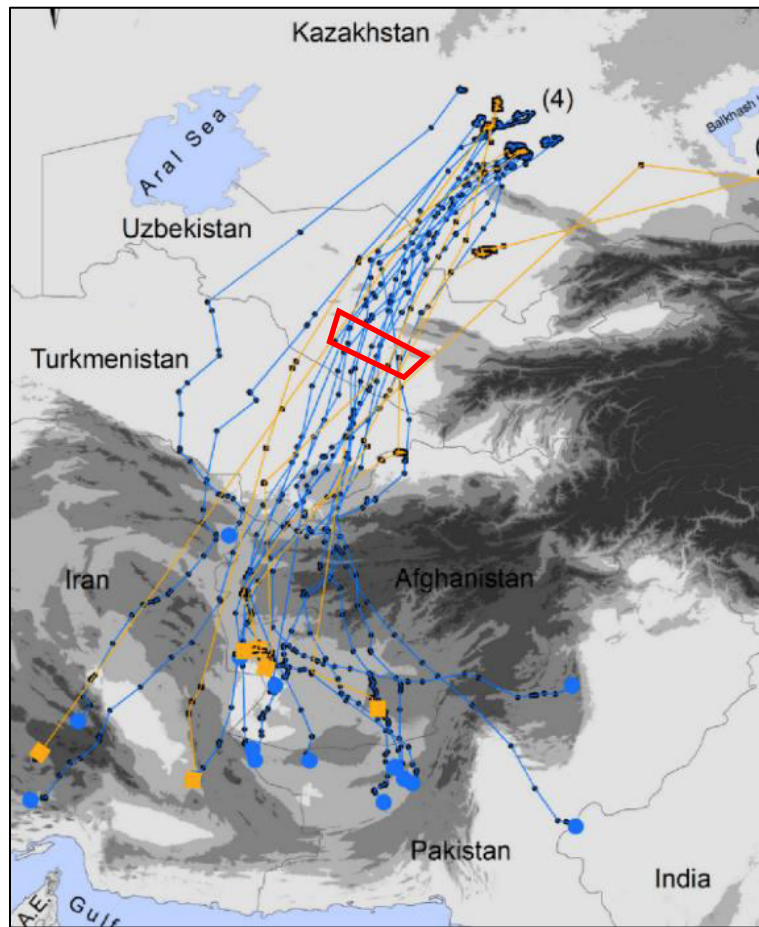 Kazakhstan
(4)
Balkhash
Aral Sea
(
Uzbekistan
Turkmenistan
Iran
Afghanistan
Pakistan
India
A.E.
Gulf